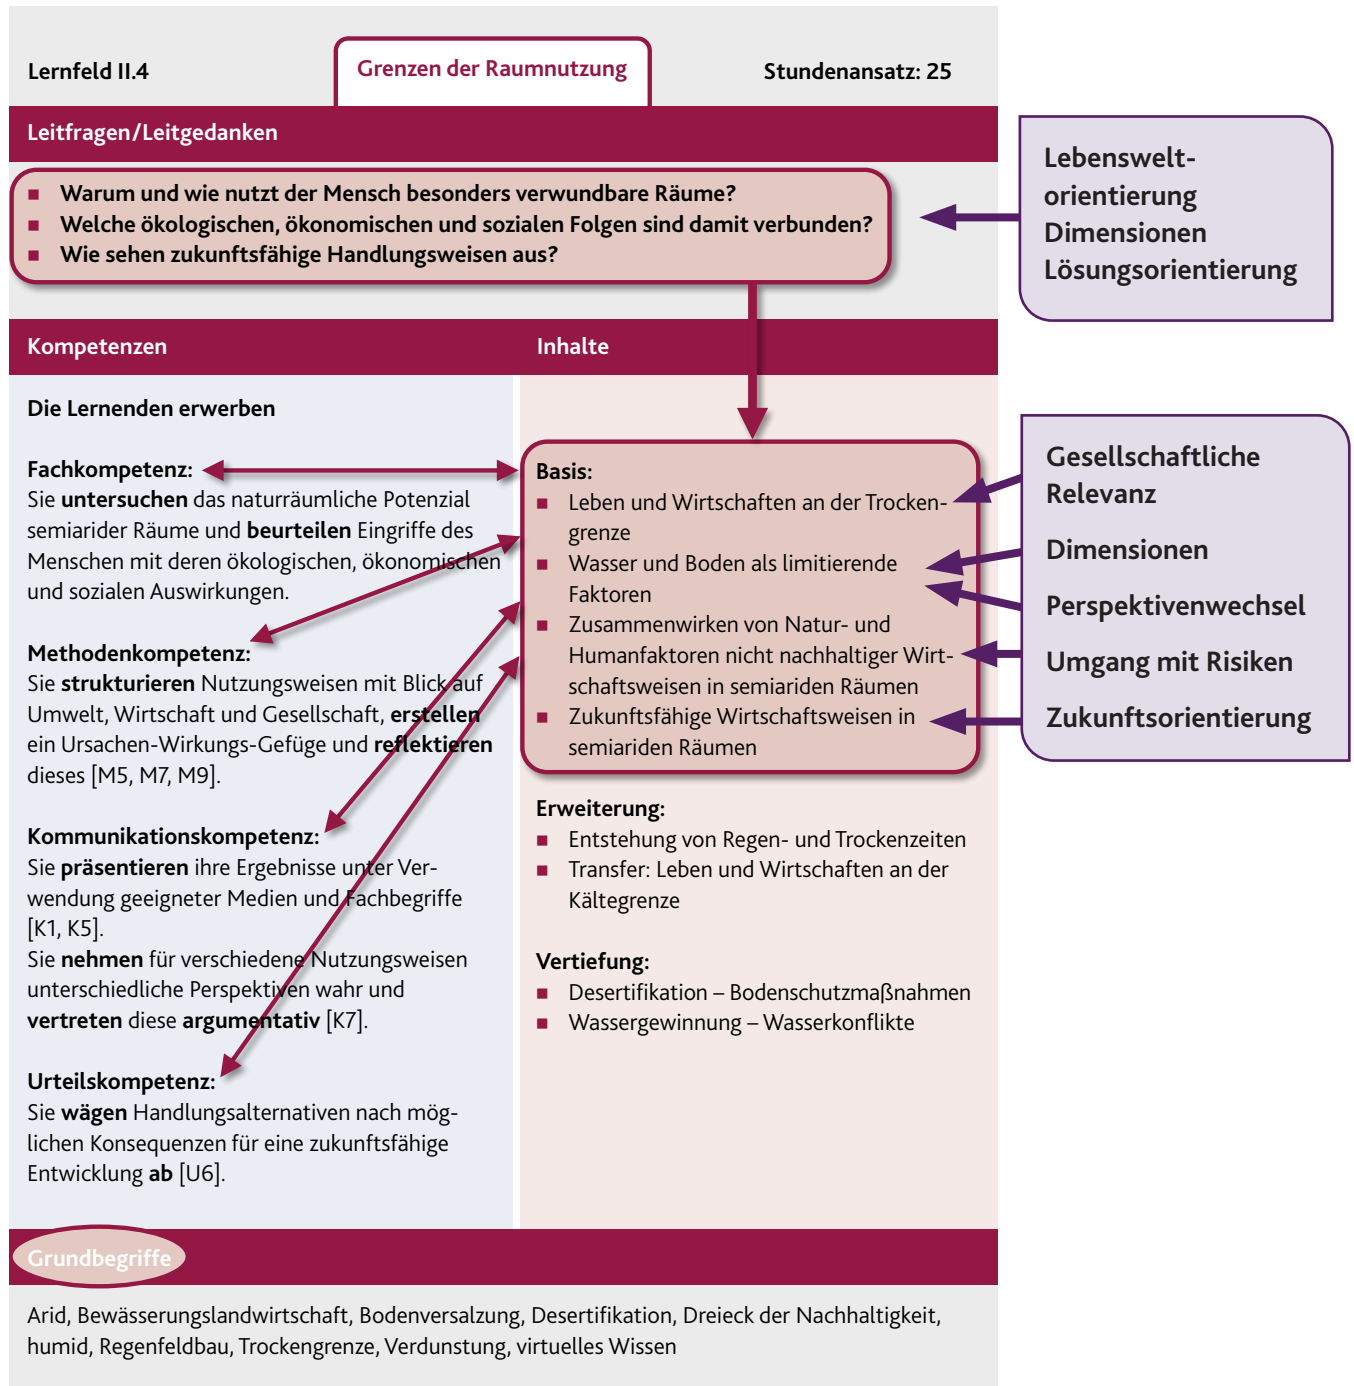 Lernfeld II.4
Grenzen der Raumnutzung
Stundenansatz: 25
Leitfragen/Leitgedanken
■ Warum und wie nutzt der Mensch besonders verwundbare Räume?
■ Welche ökologischen, ökonomischen und sozialen Folgen sind damit verbunden?
■ Wie sehen zukunftsfähige Handlungsweisen aus?
Lebenswelt-
orientierung
Dimensionen
Lösungsorientierung
Kompetenzen
Inhalte
Die Lernenden erwerben
Fachkompetenz:
Sie untersuchen das naturräumliche Potenzial
semiarider Räume und beurteilen Eingriffe des
Menschen mit deren ökologischen, ökonomischen
und sozialen Auswirkungen.
Methodenkompetenz:
Sie strukturieren Nutzungsweisen mit Blick auf
Umwelt, Wirtschaft und Gesellschaft, erstellen
ein Ursachen-Wirkungs-Gefüge und reflektieren
dieses [M5, M7, M9].
Kommunikationskompetenz:
Sie präsentieren ihre Ergebnisse unter Ver-
wendung geeigneter Medien und Fachbegriffe
[K1, K5].
Sie nehmen für verschiedene Nutzungsweisen
unterschiedliche Perspektiven wahr und
vertreten diese argumentativ [K7].
Urteilskompetenz:
Sie wägen Handlungsalternativen nach mög-
lichen Konsequenzen für eine zukunftsfähige
Entwicklung ab [U6].
Basis:
■ Leben und Wirtschaften an der Trocken-
grenze
■ Wasser und Boden als limitierende
Faktoren
■ Zusammenwirken von Natur- und
Humanfaktoren nicht nachhaltiger Wirt-
schaftsweisen in semiariden Räumen
■ Zukunftsfähige Wirtschaftsweisen in
semiariden Räumen
Erweiterung:
■ Entstehung von Regen- und Trockenzeiten
■ Transfer: Leben und Wirtschaften an der
Kältegrenze
Vertiefung:
■ Desertifikation – Bodenschutzmaßnahmen
■ Wassergewinnung – Wasserkonflikte
Gesellschaftliche
Relevanz
Dimensionen
Perspektivenwechsel
Umgang mit Risiken
Zukunftsorientierung
Grundbegriffe
Arid, Bewässerungslandwirtschaft, Bodenversalzung, Desertifikation, Dreieck der Nachhaltigkeit,
humid, Regenfeldbau, Trockengrenze, Verdunstung, virtuelles Wissen